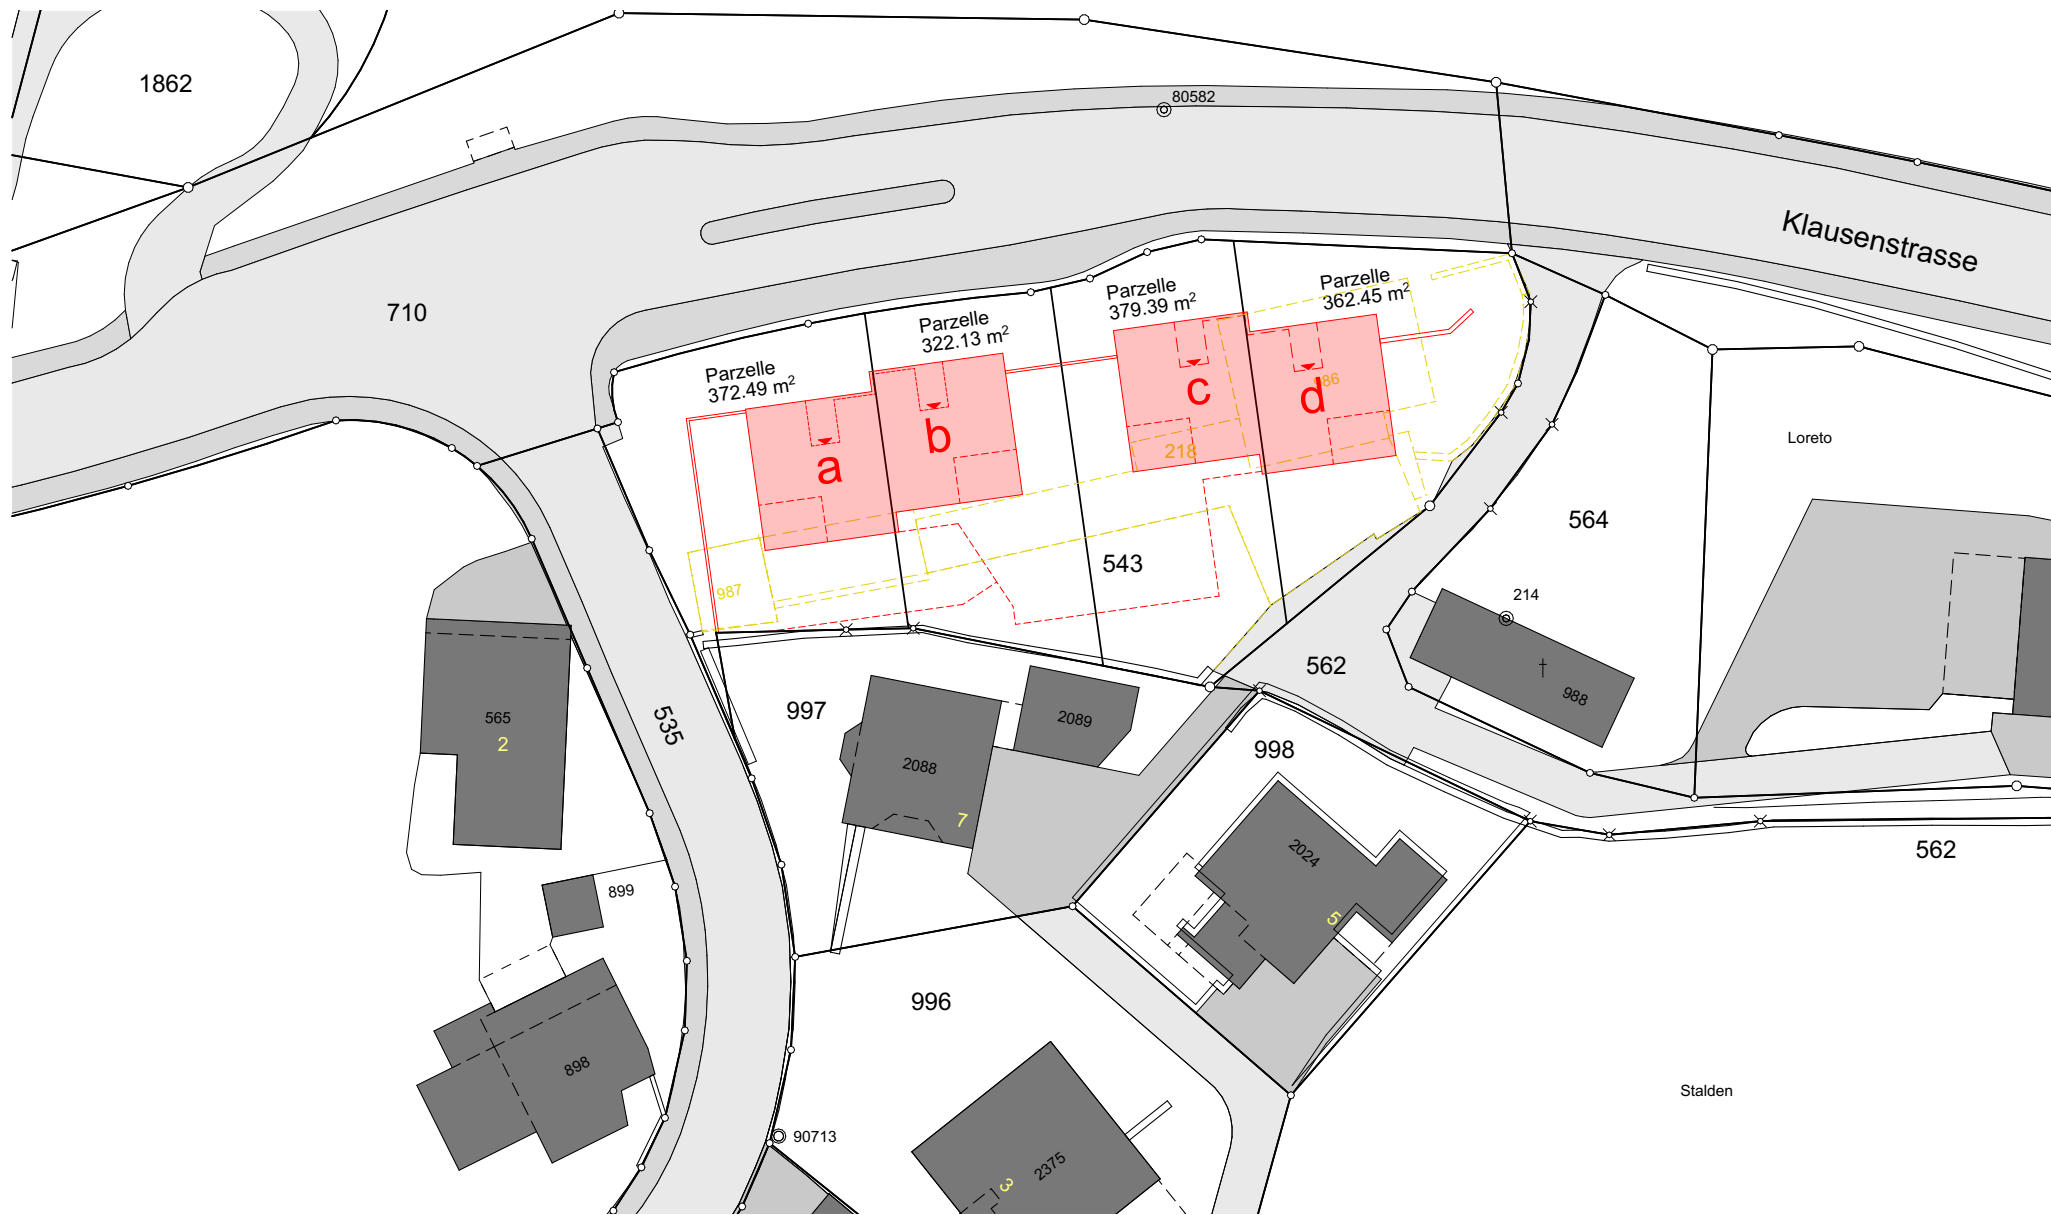 80582
1862
Klausenstrasse
Parzelle
362.45 m²
Parzelle
379.39 m²
710
Parzelle
322.13 m²
Parzelle
372.49 m²
986
c
d
b
Loreto
218
a
564
543
987
214
562
988
997
535
565
2
2089
998
2088
7
562
2024
899
5
996
898
Stalden
90713
2375
3